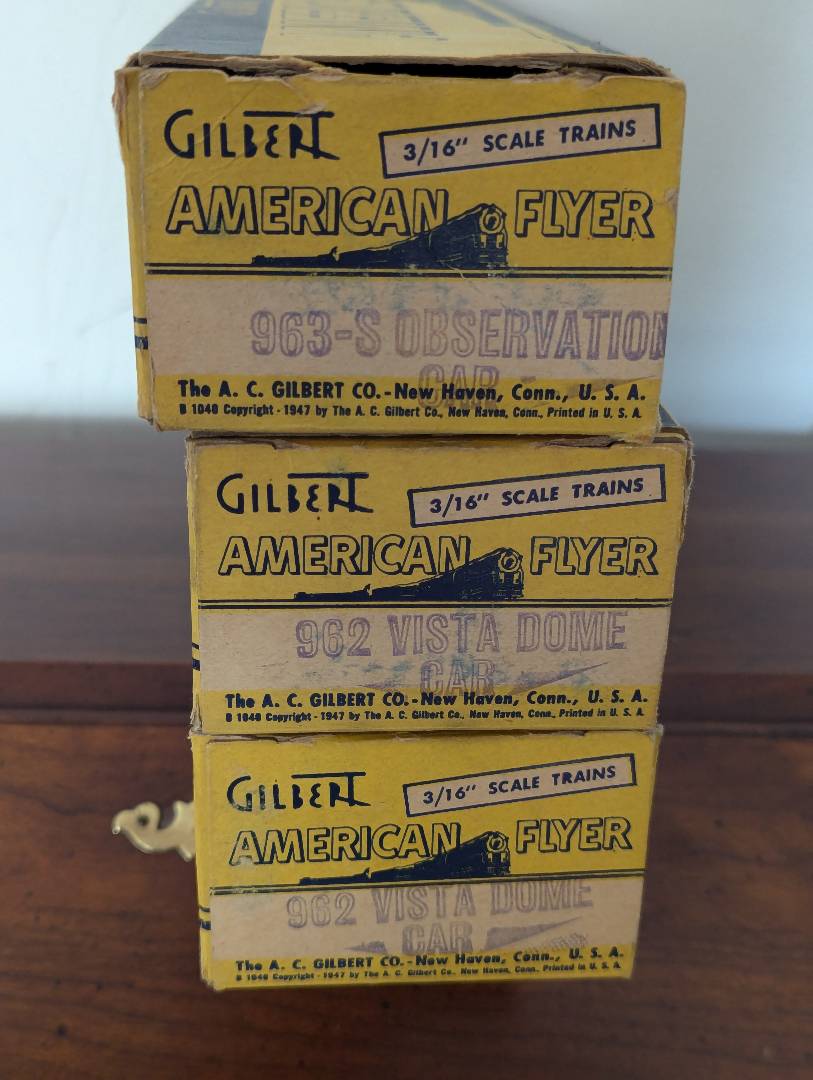 GILBERT
3/16" SCALE TRAINS
AMERICAN FLYER
963-S OBSERVATION
CAR
The A. C. GILBERT CO.-New Haven, Conn., U. S. A.
B 1048 Copyright - 1947 by The A. C. Gilbert Co., New Haven, Conn., Printed in U. S. A.
GILBERT
3/16" SCALE TRAINS
AMERICAN FLYER
962 VISTA DOME
CAR
The A. C. GILBERT CO.-New Haven, Conn., U. S. A.
B 1048 Copyright - 1947 by The A. C. Gilbert Co., New Haven, Conn., Printed in U. S. A.
GILBERT
3/16" SCALE TRAINS
AMERICAN FLYER
962 VISTA DOME
CAR
The A. C. GILBERT CO.-New Haven, Conn., U. S. A.
B 1048 Copyright - 1947 by The A. C. Gilbert Co., New Haven, Conn., Printed in U. S. A.